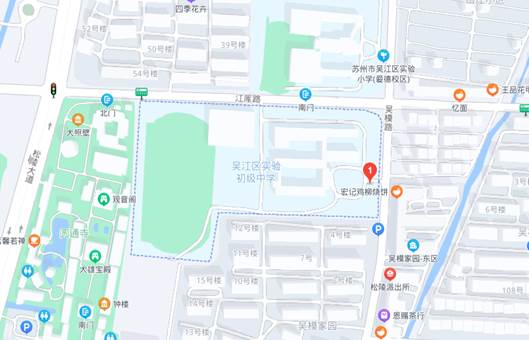 四季花卉
52号楼
50号楼
39号楼
54号楼
苏州市吴江区实验
小学(爱德校区)
王品花甲
忆面
江厍路
南门
北门
大照壁
吴模路
松陵大道
吴江区实验
初级中学
1
宏记鸡柳烧饼
观音阁
圆通寺
大雄宝殿
钟楼
南门
P
12号楼
4号楼
11号楼
7号
15号楼
10号楼
14号楼
13号楼
吴模家园
P
吴模家园-东区
松陵派出所
恩赐茶行
3号楼
6号楼
108号